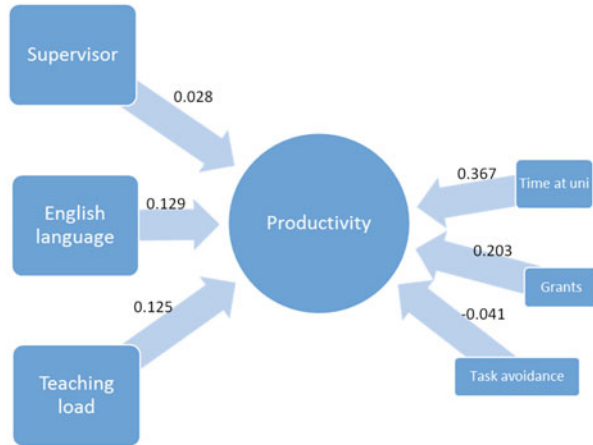 Supervisor
0.028
English
language
0.129
Teaching
load
0.125
Productivity
0.367
Time at uni
0.203
Grants
-0.041
Task avoidance